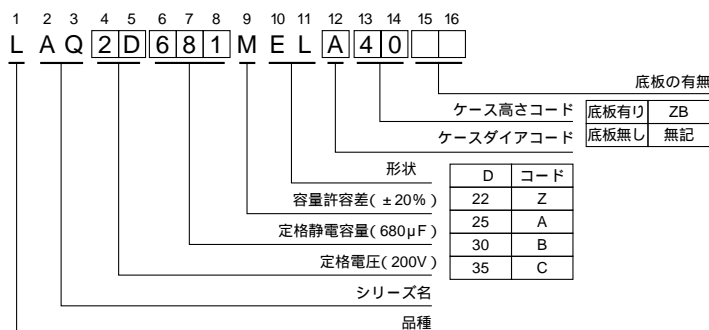 1 2 3 4 5 6 7 8 9 10 11 12 13 14 15 16
L A Q 2 D 6 8 1 M E L A 4 0
底板の有無
底板有り ZB
底板無し 無記
ケース高さコード
ケースダイアコード
形状
容量許容差(±20%)
定格静電容量(680µF)
定格電圧(200V)
シリーズ名
品種
D コード
22 Z
25 A
30 B
35 C